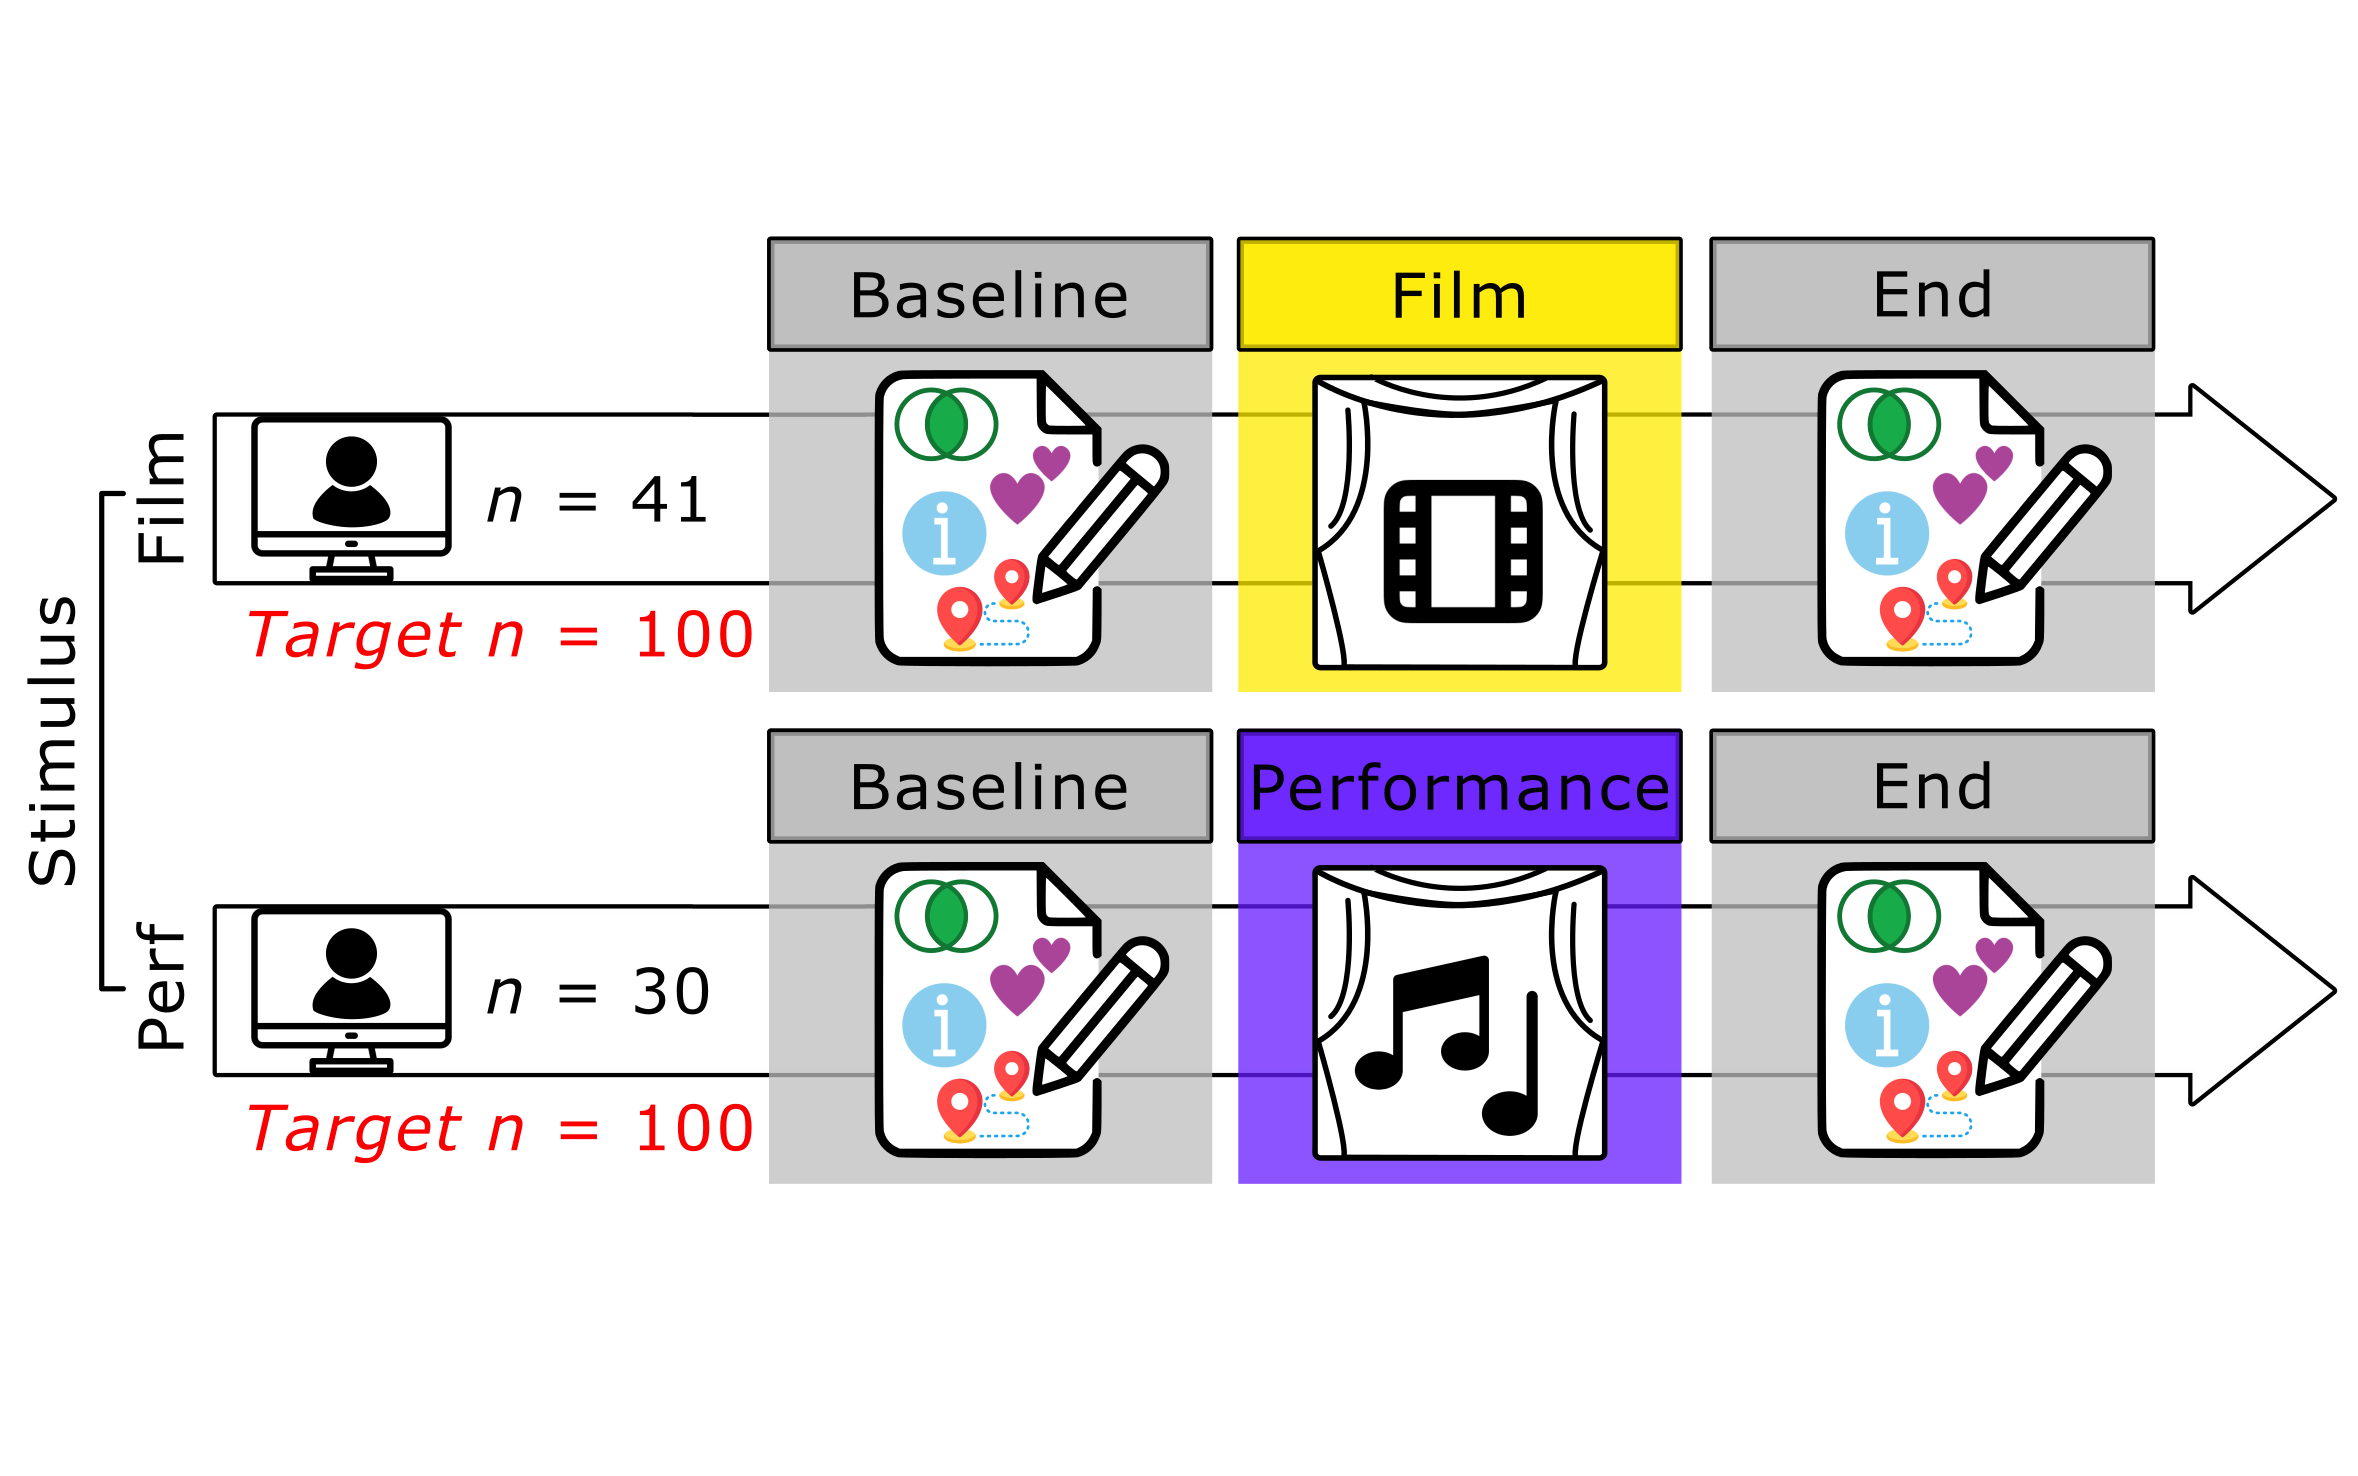 Stimulus
Film
n = 41
Target n = 100
Baseline
Film
End
i
i
Perf
n = 30
Target n = 100
Baseline
Performance
End
i
i